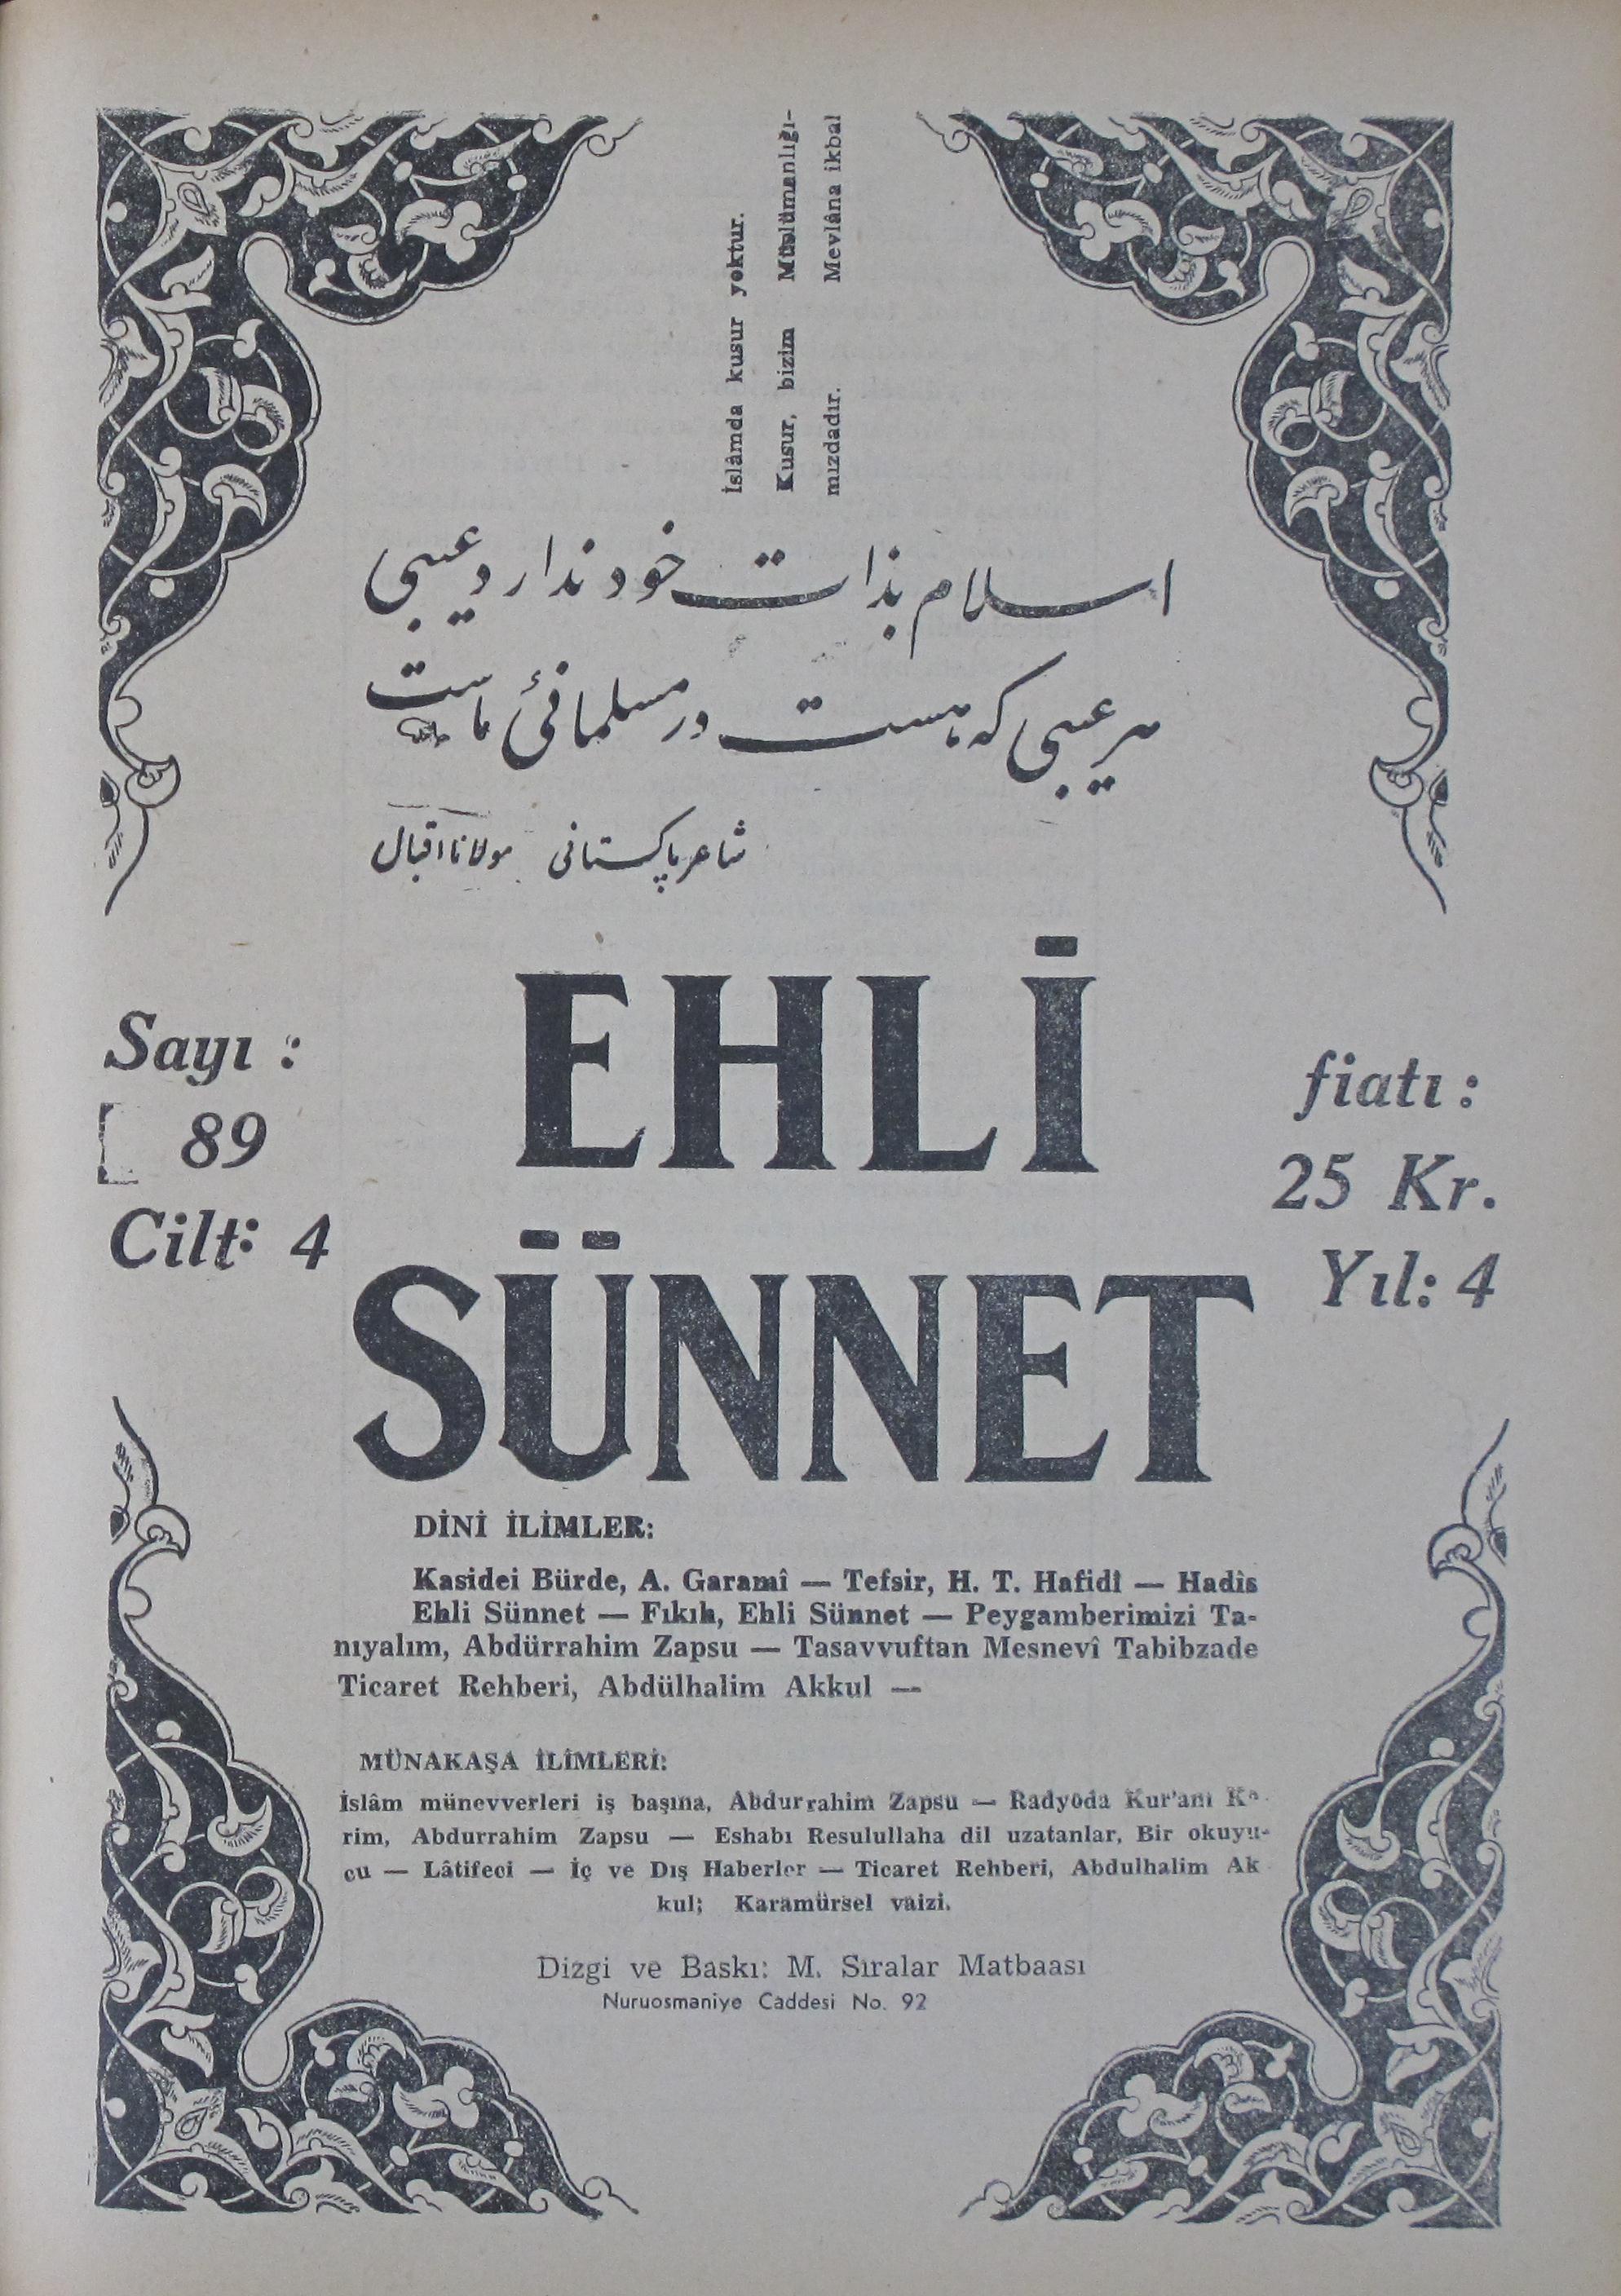 İslâmda kusur yoktur.
Kusur, bizim Müslümanlığı-
mızdadır. Mevlâna ikbal
اسلام بذات خود ندارد عیبی
هر عیبی که هست در مسلمانئ ماست
شاعر پاکستانی مولانا اقبال
EHLİ
SÜNNET
Sayı :
89
Cilt: 4
fiatı :
25 Kr.
Yıl: 4
DİNİ İLİMLER:
Kasidei Bürde, A. Garamî — Tefsir, H. T. Hafidî — Hadîs
Ehli Sünnet — Fıkıh, Ehli Sünnet — Peygamberimizi Ta-
nıyalım, Abdürrahim Zapsu — Tasavvuftan Mesnevî Tabibzade
Ticaret Rehberi, Abdülhalim Akkul —
MÜNAKAŞA İLİMLERİ:
İslâm münevverleri iş başına, Abdurrahim Zapsu — Radyoda Kur'anı Ke-
rim, Abdurrahim Zapsu — Eshabı Resulullaha dil uzatanlar, Bir okuyu-
cu — Lâtifeci — İç ve Dış Haberler — Ticaret Rehberi, Abdulhalim Ak
kul; Karamürsel vaizi.
Dizgi ve Baskı: M. Sıralar Matbaası
Nuruosmaniye Caddesi No. 92